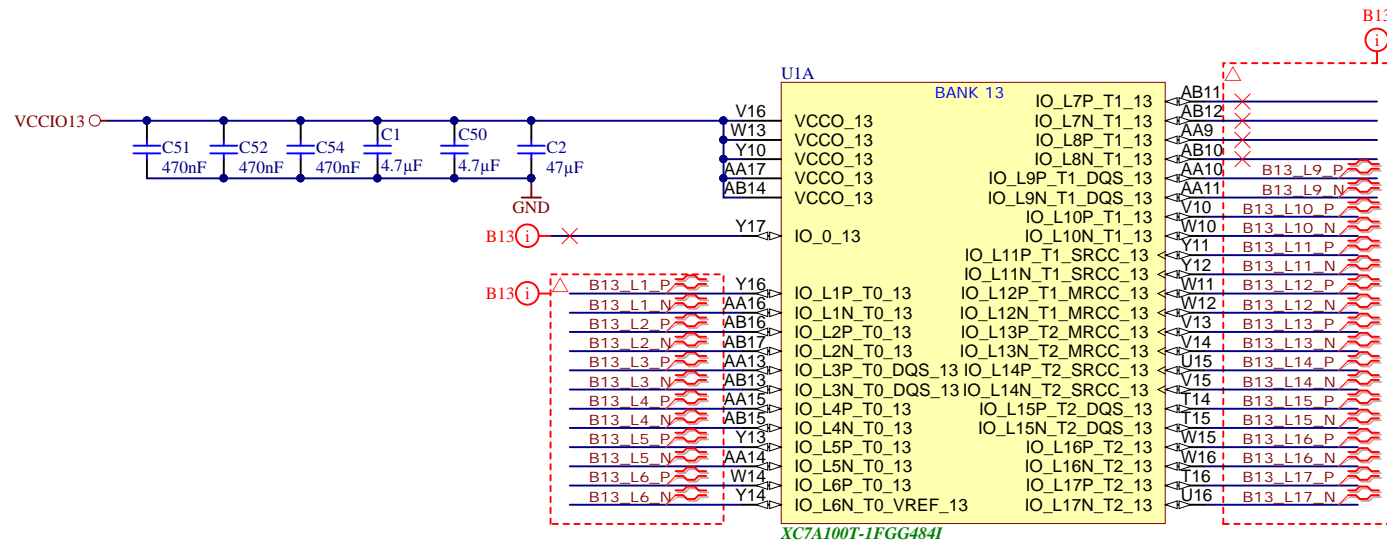 B13
i
U1A
BANK 13
VCCIO13
C51
470nF
C52
470nF
C54
470nF
C1
4.7µF
C50
4.7µF
C2
47µF
GND
V16 VCCO_13
W13 VCCO_13
Y10 VCCO_13
AA17 VCCO_13
AB14 VCCO_13
B13 i Y17 IO_0_13
B13 i
B13_L1_P Y16 IO_L1P_T0_13
B13_L1_N AA16 IO_L1N_T0_13
B13_L2_P AB16 IO_L2P_T0_13
B13_L2_N AB17 IO_L2N_T0_13
B13_L3_P AA13 IO_L3P_T0_DQS_13
B13_L3_N AB13 IO_L3N_T0_DQS_13
B13_L4_P AA15 IO_L4P_T0_13
B13_L4_N AB15 IO_L4N_T0_13
B13_L5_P Y13 IO_L5P_T0_13
B13_L5_N AA14 IO_L5N_T0_13
B13_L6_P W14 IO_L6P_T0_13
B13_L6_N Y14 IO_L6N_T0_VREF_13
IO_L7P_T1_13 AB11
IO_L7N_T1_13 AB12
IO_L8P_T1_13 AA9
IO_L8N_T1_13 AB10
IO_L9P_T1_DQS_13 AA10 B13_L9_P
IO_L9N_T1_DQS_13 AA11 B13_L9_N
IO_L10P_T1_13 V10 B13_L10_P
IO_L10N_T1_13 W10 B13_L10_N
IO_L11P_T1_SRCC_13 Y11 B13_L11_P
IO_L11N_T1_SRCC_13 Y12 B13_L11_N
IO_L12P_T1_MRCC_13 W11 B13_L12_P
IO_L12N_T1_MRCC_13 W12 B13_L12_N
IO_L13P_T2_MRCC_13 V13 B13_L13_P
IO_L13N_T2_MRCC_13 V14 B13_L13_N
IO_L14P_T2_SRCC_13 U15 B13_L14_P
IO_L14N_T2_SRCC_13 V15 B13_L14_N
IO_L15P_T2_DQS_13 T14 B13_L15_P
IO_L15N_T2_DQS_13 T15 B13_L15_N
IO_L16P_T2_13 W15 B13_L16_P
IO_L16N_T2_13 W16 B13_L16_N
IO_L17P_T2_13 T16 B13_L17_P
IO_L17N_T2_13 U16 B13_L17_N
XC7A100T-1FGG484I